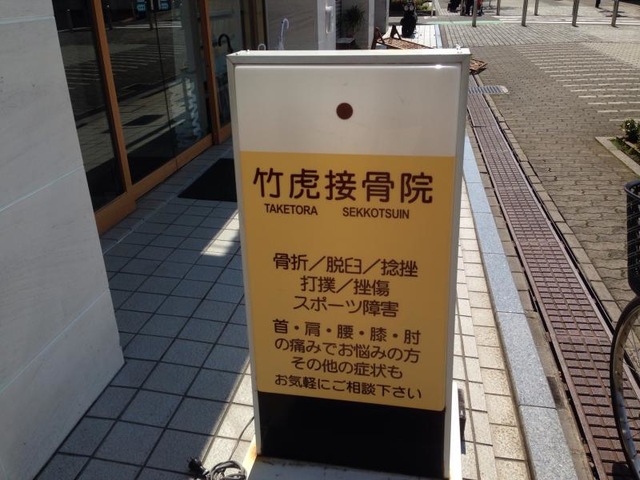 竹虎接骨院
TAKETORA SEKKOTSUIN
骨折／脱臼／捻挫
打撲／挫傷
スポーツ障害
首・肩・腰・膝・肘
の痛みでお悩みの方
その他の症状も
お気軽にご相談下さい